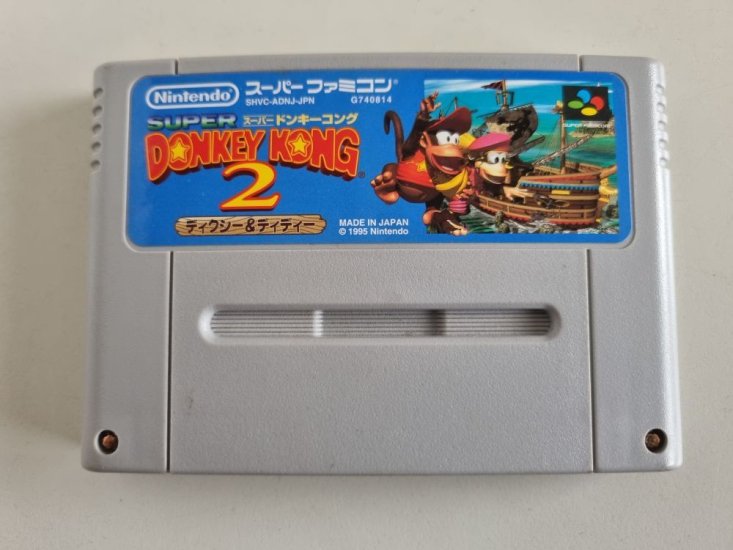 Nintendo®
スーパーファミコン®
SHVC-ADNJ-JPN G740814
SUPER スーパードンキーコング
DONKEY KONG
2
ディクシー&ディディー
MADE IN JAPAN
© 1995 Nintendo
SUPER FAMICOM